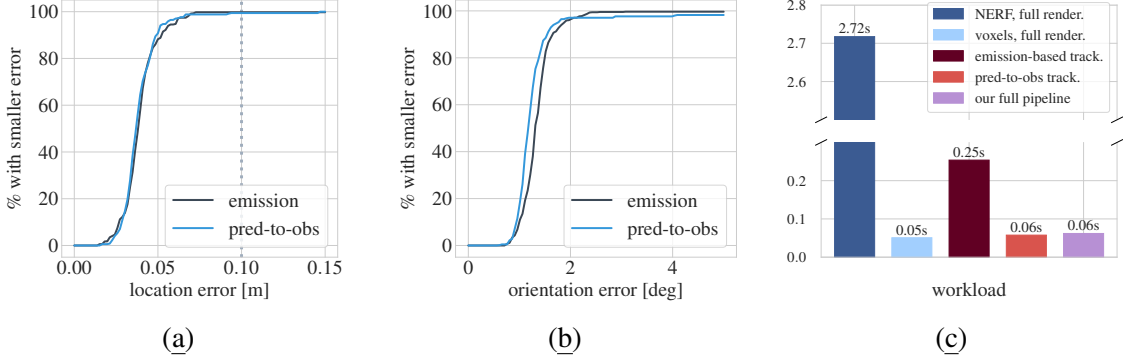 100
80
60
40
20
0
% with smaller error
emission
pred-to-obs
0.00 0.05 0.10 0.15
location error [m]
(a)
100
80
60
40
20
0
% with smaller error
emission
pred-to-obs
0 2 4
orientation error [deg]
(b)
2.8
2.7
2.6
0.2
0.1
0.0
NERF, full render.
voxels, full render.
emission-based track.
pred-to-obs track.
our full pipeline
2.72s
0.05s
0.25s
0.06s
0.06s
workload
(c)